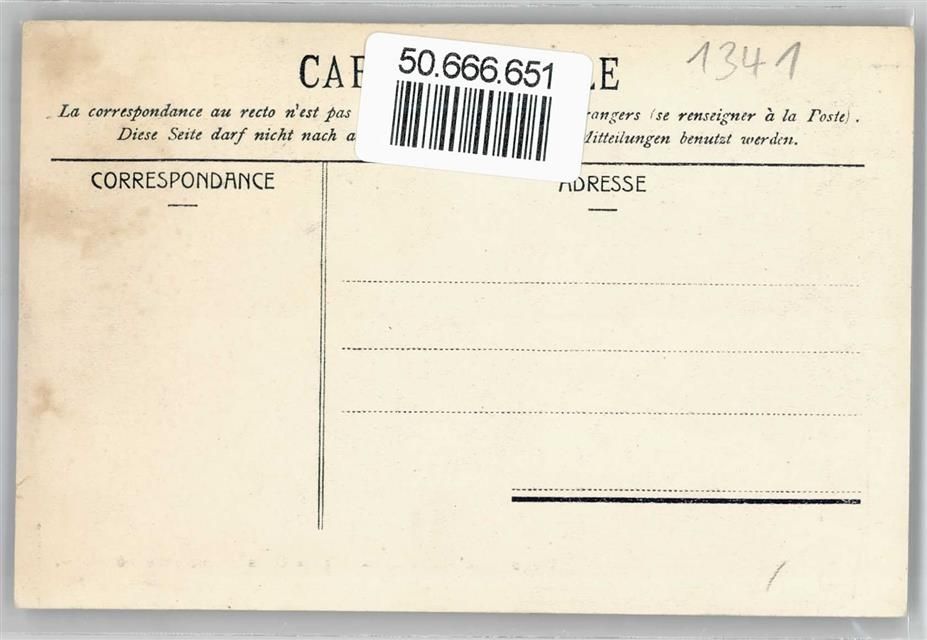 50.666.651
1341
CAR LE
La correspondance au recto n'est pas rangers (se renseigner à la Poste).
Diese Seite darf nicht nach a Mitteilungen benutzt werden.
CORRESPONDANCE
ADRESSE